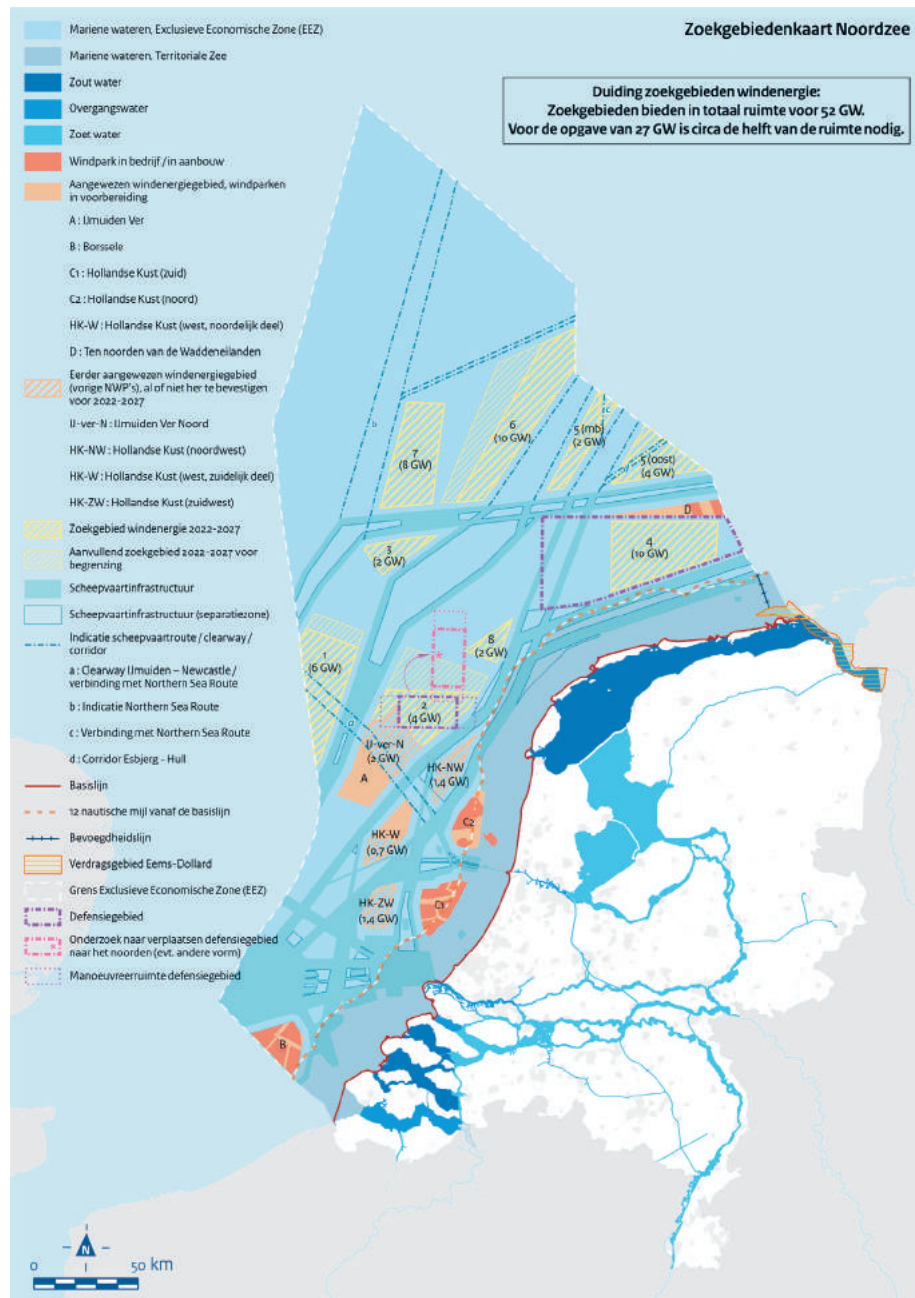 Zoekgebiedenkaart Noordzee
Duiding zoekgebieden windenergie:
Zoekgebieden bieden in totaal ruimte voor 52 GW.
Voor de opgave van 27 GW is circa de helft van de ruimte nodig.
Mariene wateren, Exclusieve Economische Zone (EEZ)
Mariene wateren, Territoriale Zee
Zout water
Overgangswater
Zoet water
Windpark in bedrijf / in aanbouw
Aangewezen windenergiegebied, windparken
in voorbereiding
A : IJmuiden Ver
B : Borssele
C1 : Hollandse Kust (zuid)
C2 : Hollandse Kust (noord)
HK-W : Hollandse Kust (west, noordelijk deel)
D : Ten noorden van de Waddeneilanden
Eerder aangewezen windenergiegebied
(vorige NWP's), al of niet her te bevestigen
voor 2022-2027
IJ-ver-N : IJmuiden Ver Noord
HK-NW : Hollandse Kust (noordwest)
HK-W : Hollandse Kust (west, zuidelijk deel)
HK-ZW : Hollandse Kust (zuidwest)
Zoekgebied windenergie 2022-2027
Aanvullend zoekgebied 2022-2027 voor
begrenzing
Scheepvaartinfrastructuur
Scheepvaartinfrastructuur (separatiezone)
Indicatie scheepvaartroute / clearway /
corridor
a : Clearway IJmuiden – Newcastle /
verbinding met Northern Sea Route
b : Indicatie Northern Sea Route
c : Verbinding met Northern Sea Route
d : Corridor Esbjerg - Hull
Basislijn
12 nautische mijl vanaf de basislijn
Bevoegdheidslijn
Verdragsgebied Eems-Dollard
Grens Exclusieve Economische Zone (EEZ)
Defensiegebied
Onderzoek naar verplaatsen defensiegebied
naar het noorden (evt. andere vorm)
Manoeuvreerruimte defensiegebied
b
c
7
(8 GW)
6
(10 GW)
5 (mb)
(2 GW)
5 (oost)
(4 GW)
D
3
(2 GW)
4
(10 GW)
1
(6 GW)
8
(2 GW)
2
(4 GW)
a
IJ-ver-N
(2 GW)
A
HK-NW
(1,4 GW)
C2
HK-W
(0,7 GW)
HK-ZW
(1,4 GW)
C1
B
N
0
50 km